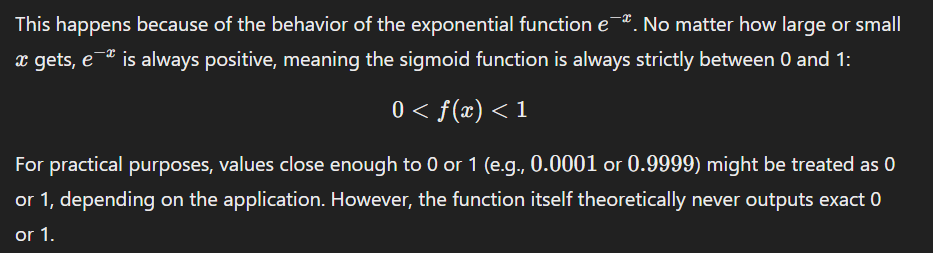 This happens because of the behavior of the exponential function e⁻ˣ. No matter how large or small
x gets, e⁻ˣ is always positive, meaning the sigmoid function is always strictly between 0 and 1:
0 < f(x) < 1
For practical purposes, values close enough to 0 or 1 (e.g., 0.0001 or 0.9999) might be treated as 0
or 1, depending on the application. However, the function itself theoretically never outputs exact 0
or 1.